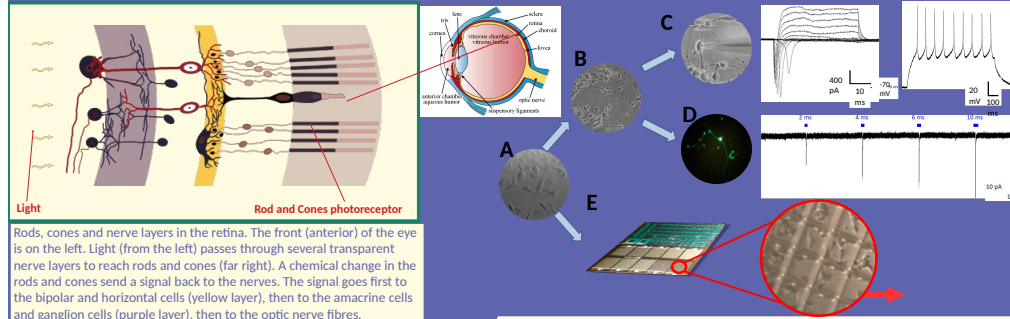 Light
Rod and Cones photoreceptor
Rods, cones and nerve layers in the retina. The front (anterior) of the eye
is on the left. Light (from the left) passes through several transparent
nerve layers to reach rods and cones (far right). A chemical change in the
rods and cones send a signal back to the nerves. The signal goes first to
the bipolar and horizontal cells (yellow layer), then to the amacrine cells
and ganglion cells (purple layer), then to the optic nerve fibres.
lens
iris
cornea
sclera
retina
choroid
vitreous chamber
vitreous humor
fovea
optic nerve
anterior chamber
aqueous humor
suspensory ligaments
A
B
C
D
E
400
pA
10
ms
-70
mV
20
mV
100
ms
2 ms
4 ms
6 ms
10 ms
10 pA
1